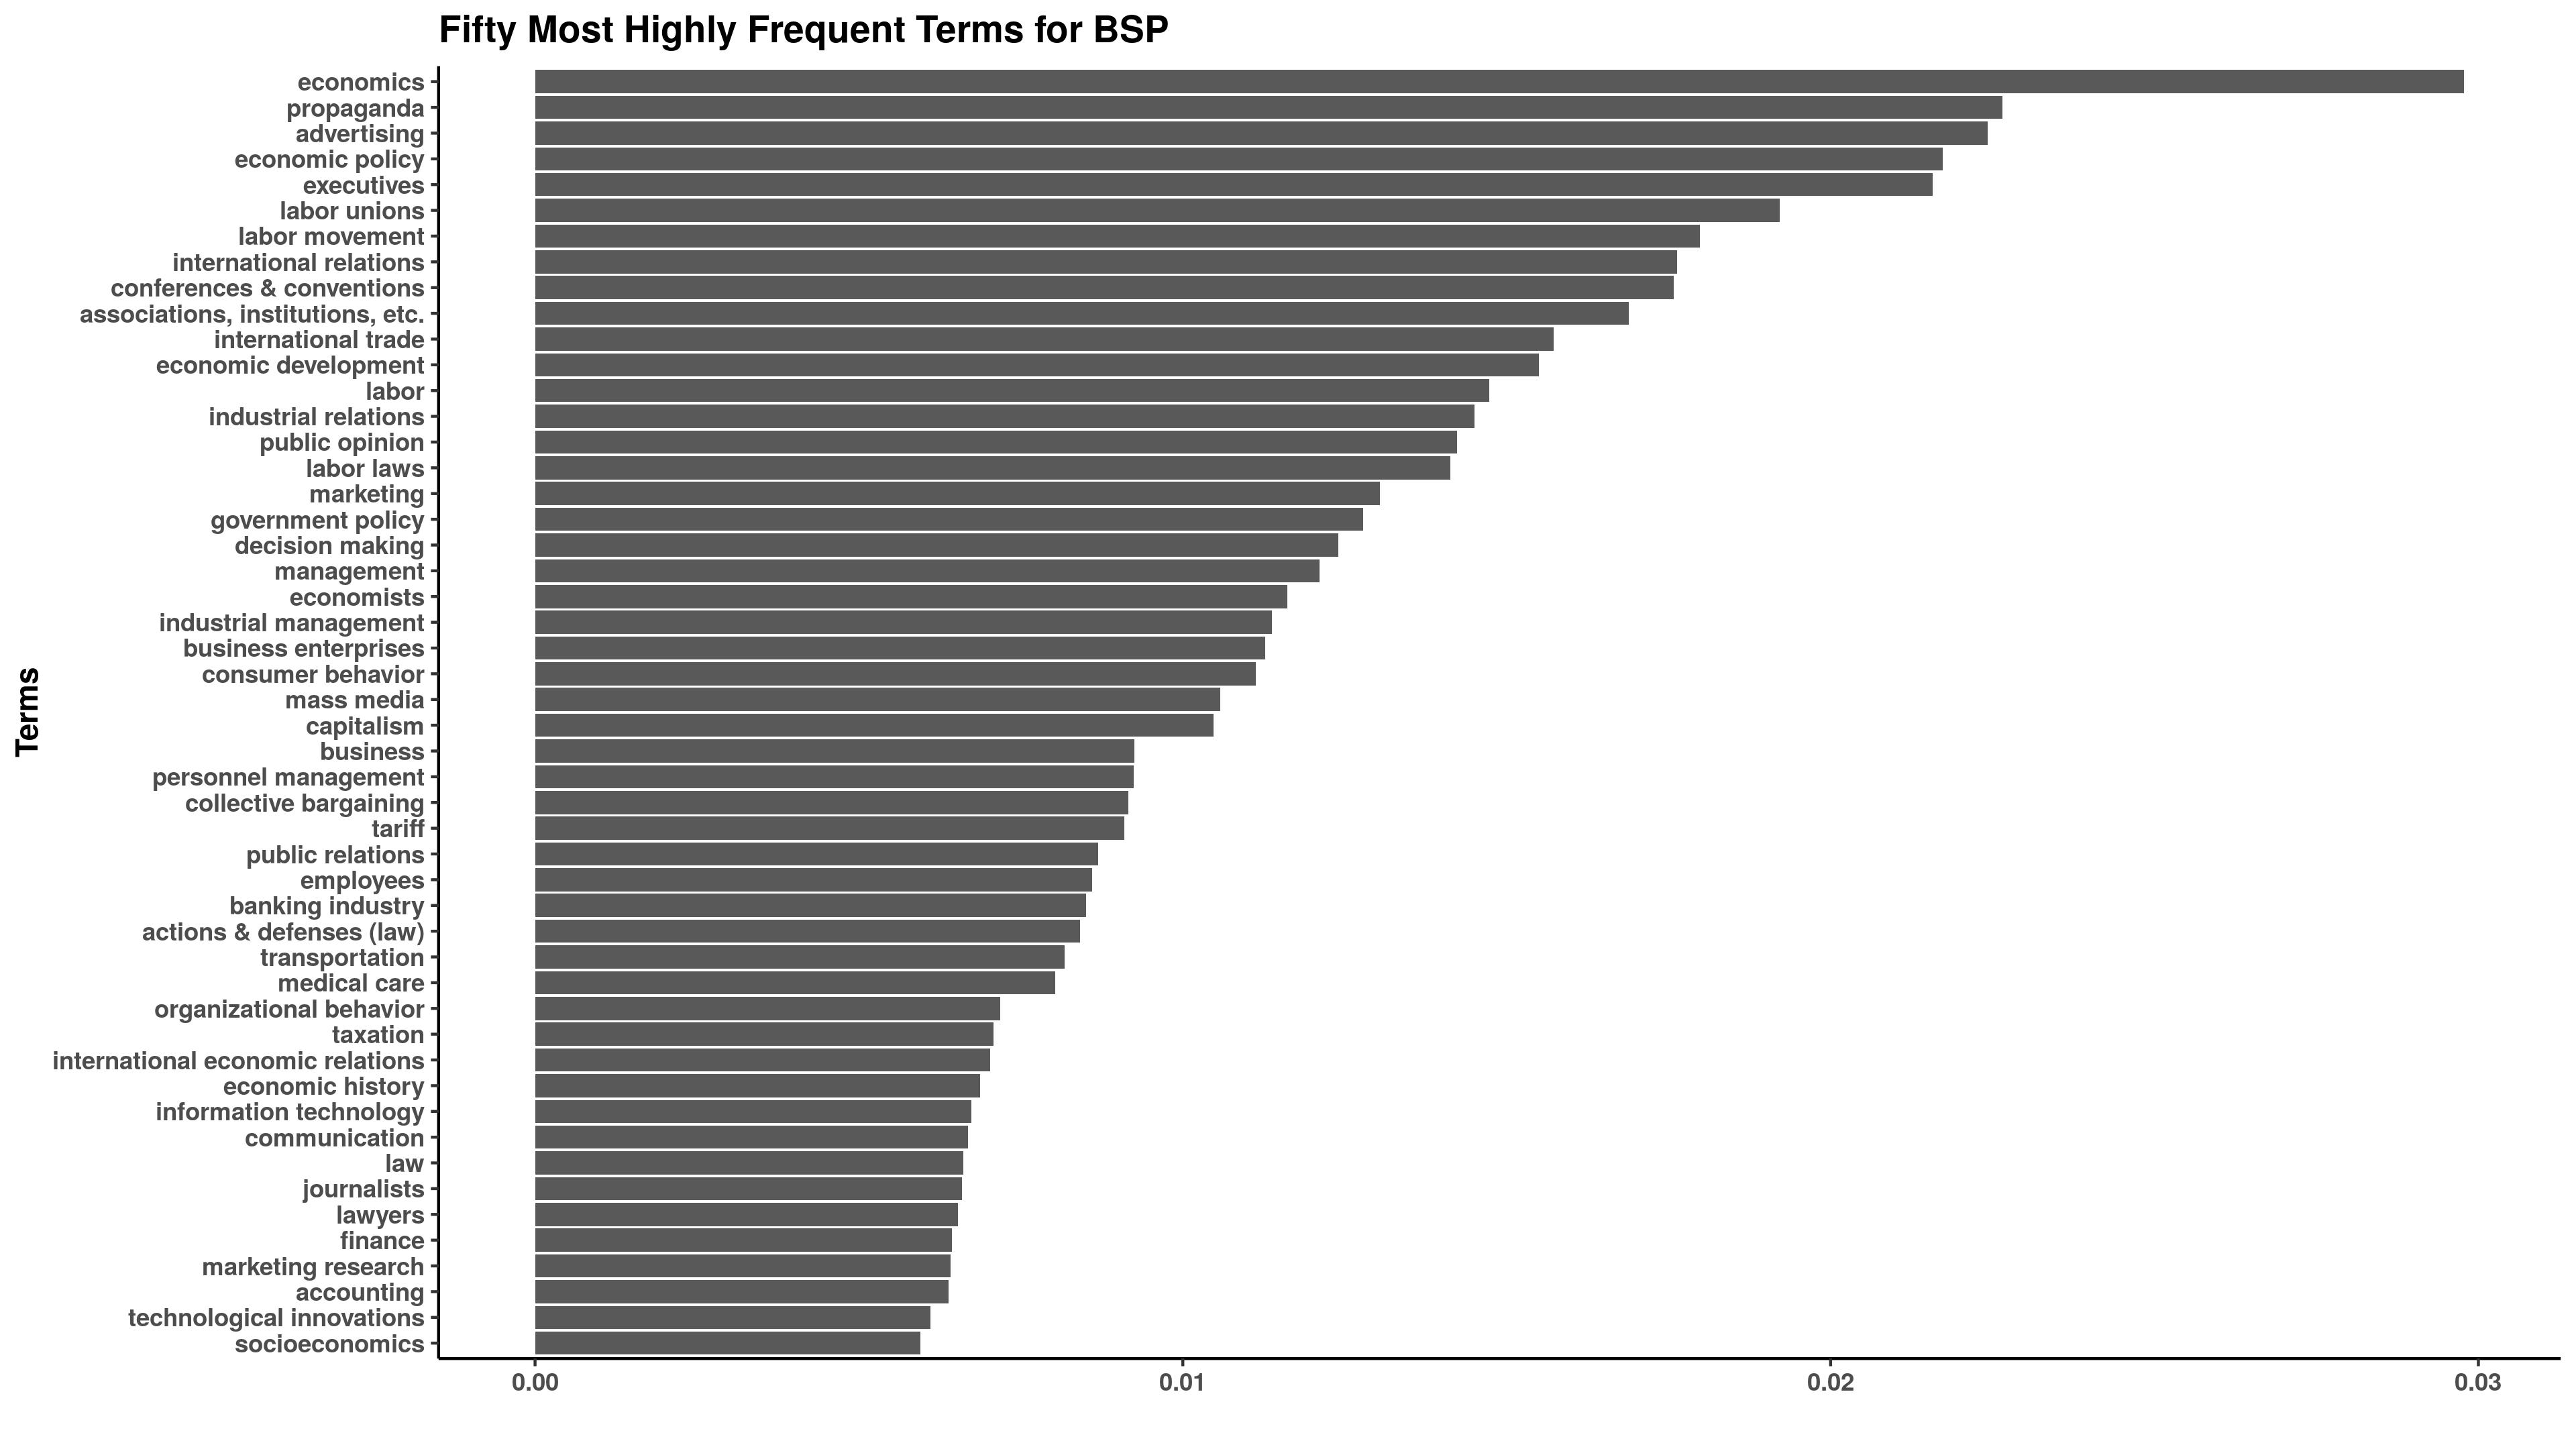 Fifty Most Highly Frequent Terms for BSP
economics
propaganda
advertising
economic policy
executives
labor unions
labor movement
international relations
conferences & conventions
associations, institutions, etc.
international trade
economic development
labor
industrial relations
public opinion
labor laws
marketing
government policy
decision making
management
economists
industrial management
business enterprises
consumer behavior
mass media
capitalism
business
personnel management
collective bargaining
tariff
public relations
employees
banking industry
actions & defenses (law)
transportation
medical care
organizational behavior
taxation
international economic relations
economic history
information technology
communication
law
journalists
lawyers
finance
marketing research
accounting
technological innovations
socioeconomics
Terms
0.00 0.01 0.02 0.03